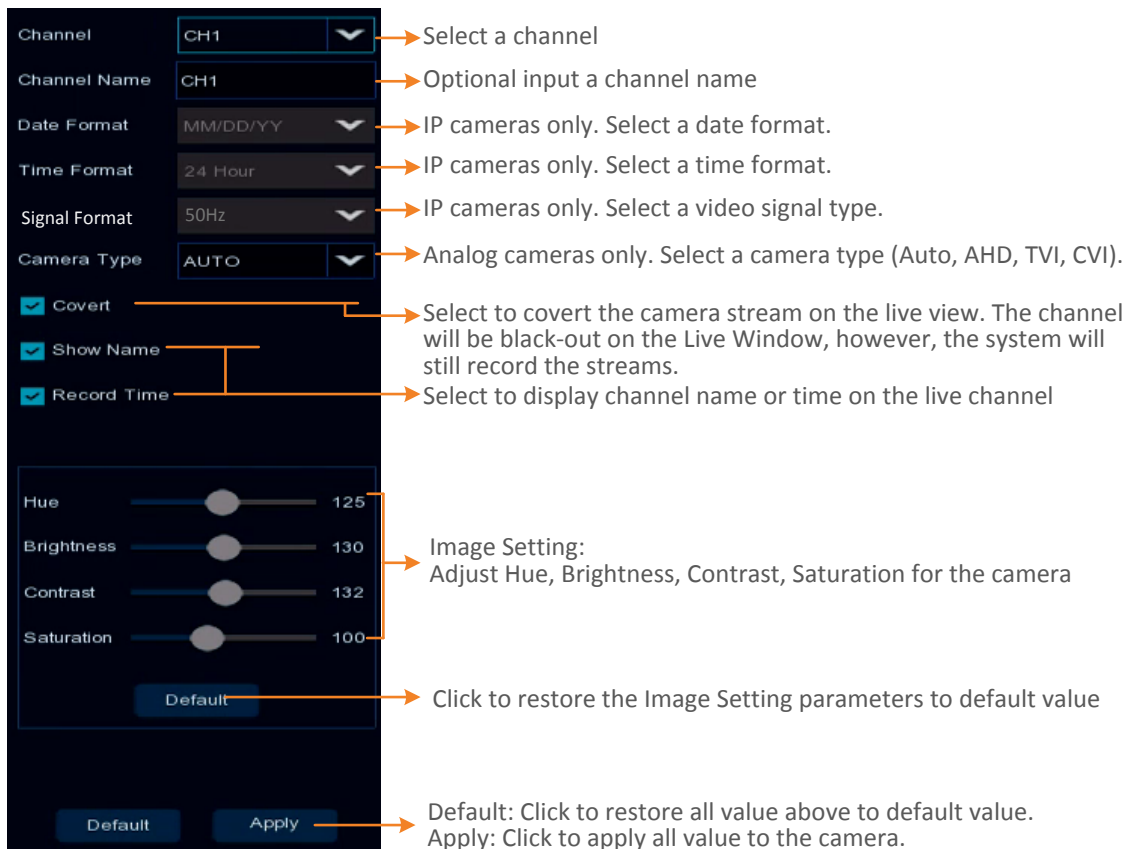 Channel CH1 Select a channel
Channel Name CH1 Optional input a channel name
Date Format MM/DD/YY IP cameras only. Select a date format.
Time Format 24 Hour IP cameras only. Select a time format.
Signal Format 50Hz IP cameras only. Select a video signal type.
Camera Type AUTO Analog cameras only. Select a camera type (Auto, AHD, TVI, CVI).
Covert Select to covert the camera stream on the live view. The channel
will be black-out on the Live Window, however, the system will
still record the streams.
Show Name
Record Time Select to display channel name or time on the live channel
Hue 125
Brightness 130
Contrast 132
Saturation 100
Image Setting:
Adjust Hue, Brightness, Contrast, Saturation for the camera
Default Click to restore the Image Setting parameters to default value
Default Apply
Default: Click to restore all value above to default value.
Apply: Click to apply all value to the camera.